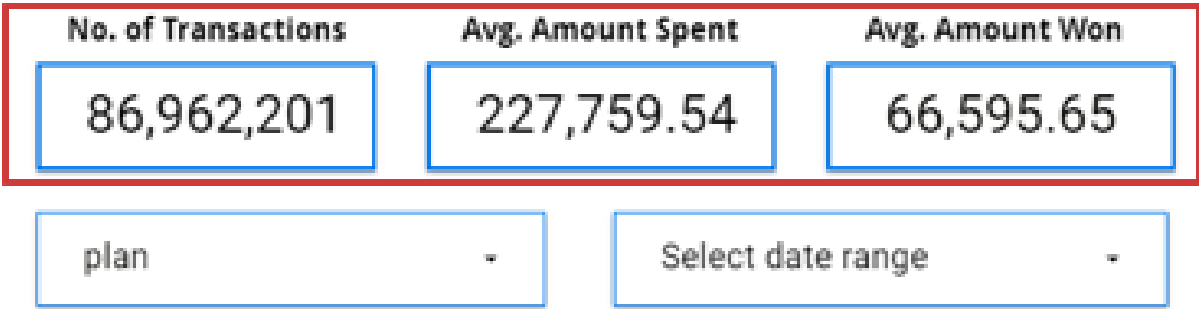 No. of Transactions Avg. Amount Spent Avg. Amount Won
86,962,201 227,759.54 66,595.65
plan Select date range